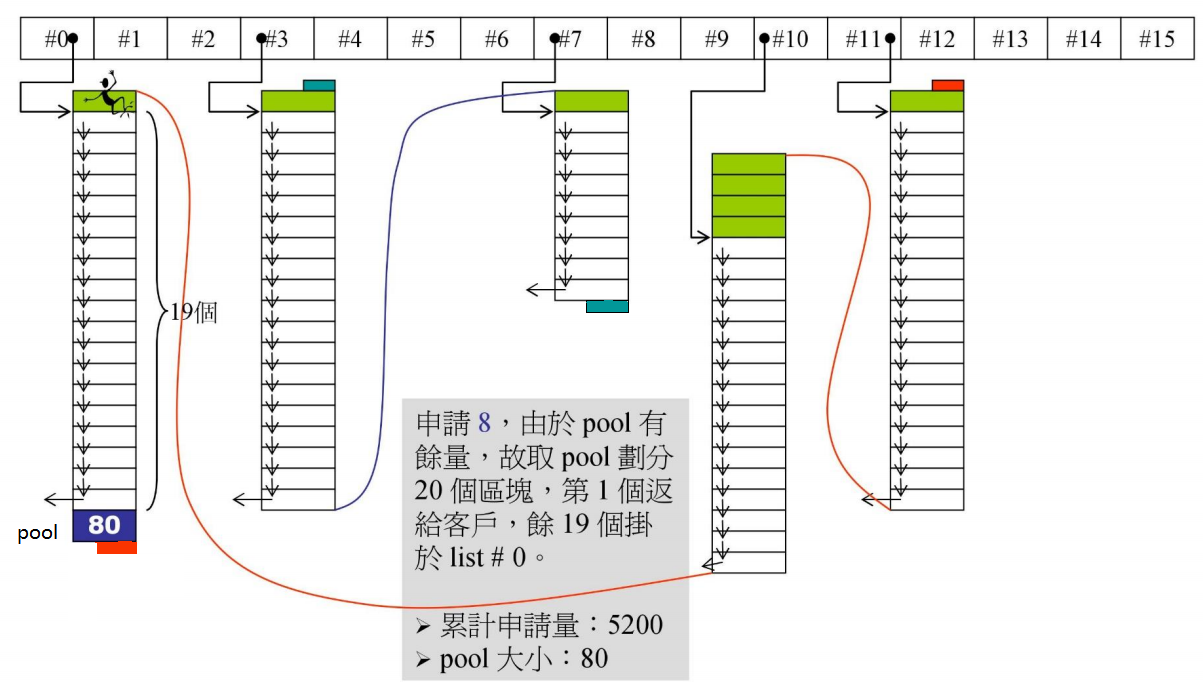 #0 #1 #2 #3 #4 #5 #6 #7 #8 #9 #10 #11 #12 #13 #14 #15
19個
pool 80
申請 8，由於 pool 有
餘量，故取 pool 劃分
20 個區塊，第 1 個返
給客戶，餘 19 個掛
於 list # 0。
➢ 累計申請量：5200
➢ pool 大小：80